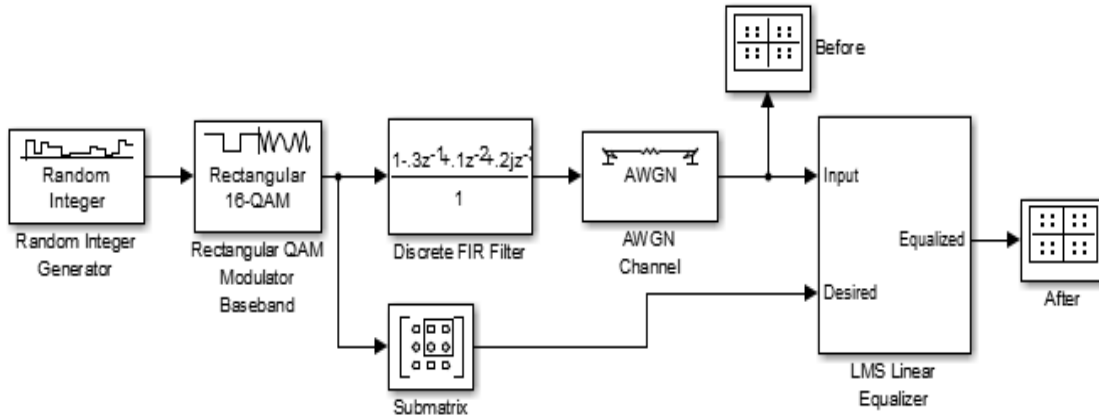 Before
Random
Integer
Random Integer
Generator
Rectangular
16-QAM
Rectangular QAM
Modulator
Baseband
1-.3z⁻¹+.1z⁻²+.2jz⁻³
1
Discrete FIR Filter
AWGN
AWGN
Channel
Input
Equalized
Desired
LMS Linear
Equalizer
After
Submatrix